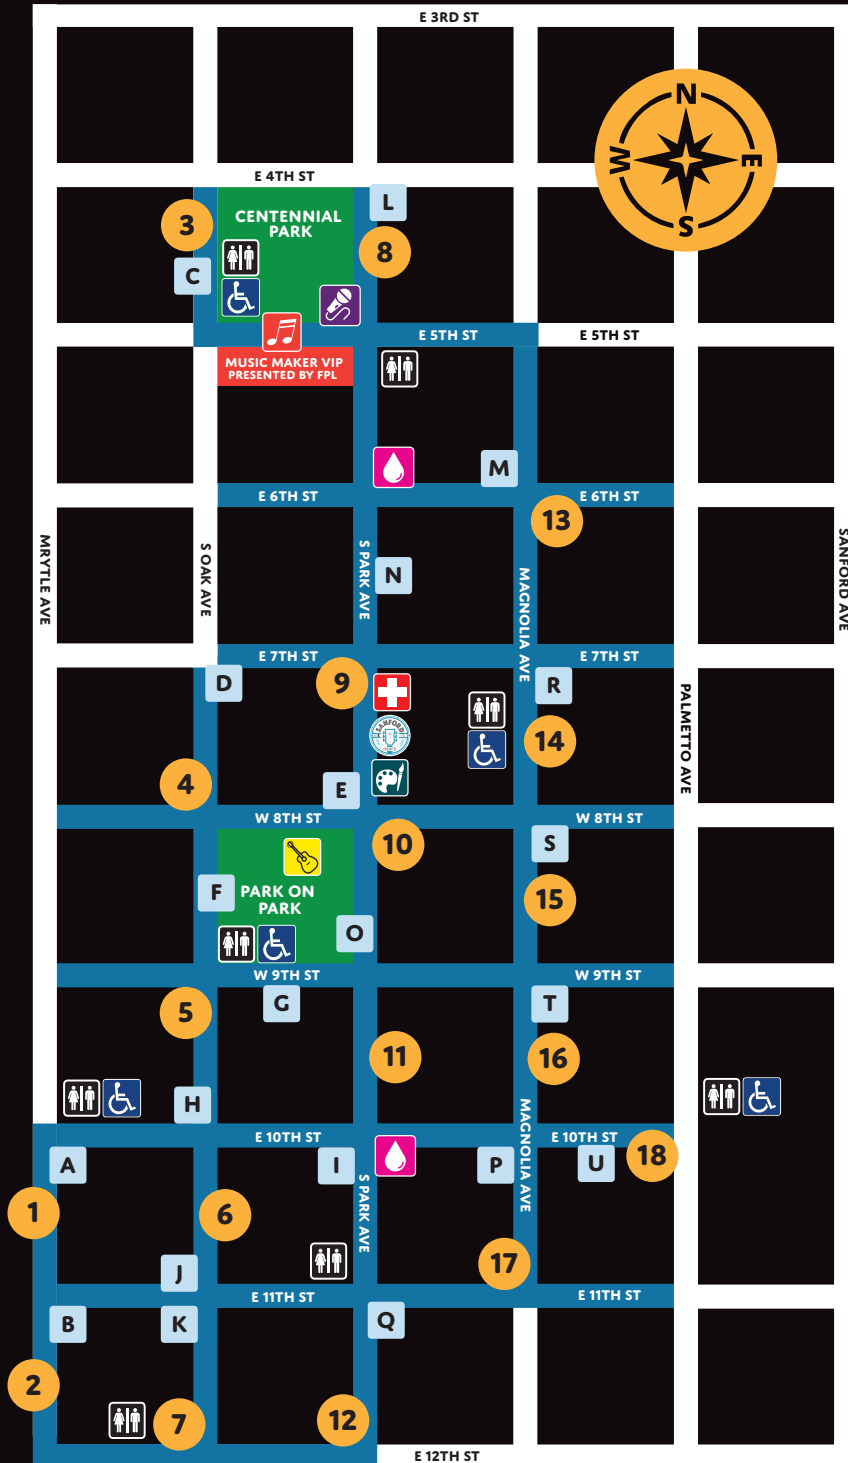 E 3RD ST
N
W
E
S
E 4TH ST
L
3
CENTENNIAL
PARK
8
C
E 5TH ST
E 5TH ST
MUSIC MAKER VIP
PRESENTED BY FPL
M
E 6TH ST
E 6TH ST
13
MRYTLE AVE
S OAK AVE
S PARK AVE
N
MAGNOLIA AVE
SANFORD AVE
E 7TH ST
E 7TH ST
D
9
R
PALMETTO AVE
SANFORD
14
4
E
W 8TH ST
W 8TH ST
10
S
F
PARK ON
PARK
15
O
W 9TH ST
W 9TH ST
5
G
T
11
16
H
MAGNOLIA AVE
E 10TH ST
E 10TH ST
A
I
P
U
18
S PARK AVE
1
6
17
J
E 11TH ST
E 11TH ST
B
K
Q
2
7
12
E 12TH ST